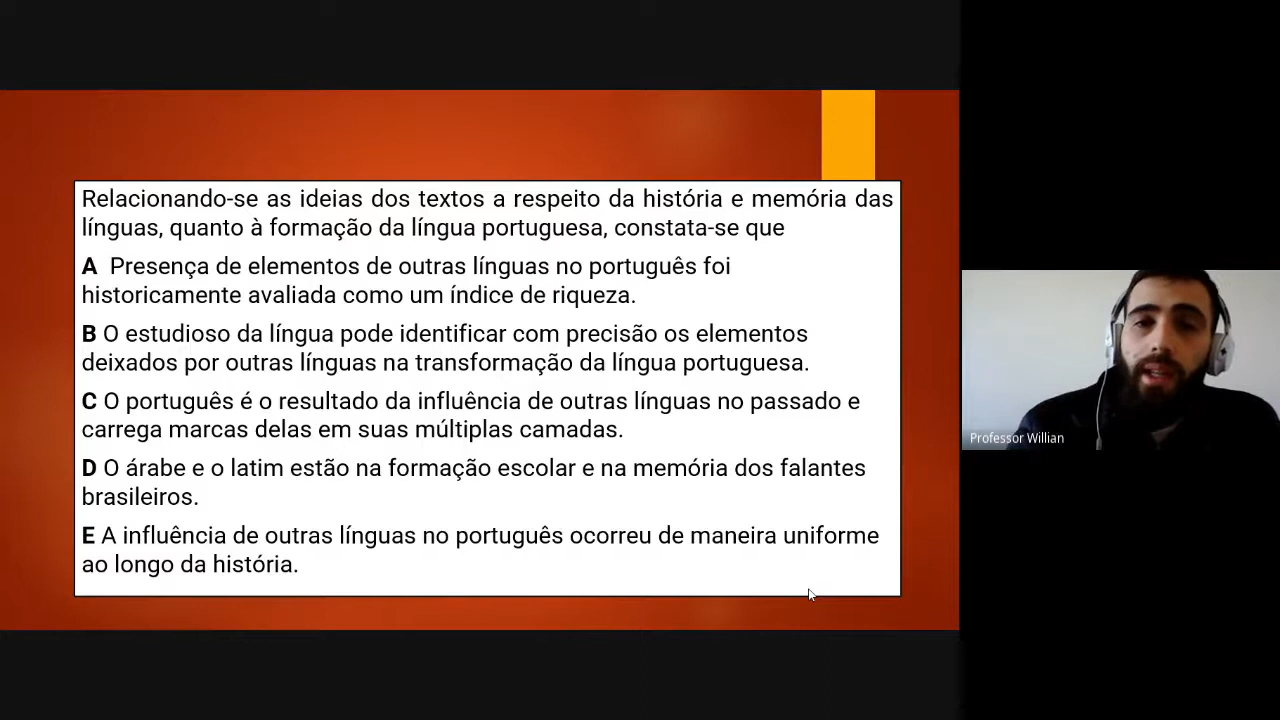 Relacionando-se as ideias dos textos a respeito da história e memória das
línguas, quanto à formação da língua portuguesa, constata-se que
A Presença de elementos de outras línguas no português foi
historicamente avaliada como um índice de riqueza.
B O estudioso da língua pode identificar com precisão os elementos
deixados por outras línguas na transformação da língua portuguesa.
C O português é o resultado da influência de outras línguas no passado e
carrega marcas delas em suas múltiplas camadas.
D O árabe e o latim estão na formação escolar e na memória dos falantes
brasileiros.
E A influência de outras línguas no português ocorreu de maneira uniforme
ao longo da história.
Professor Willian